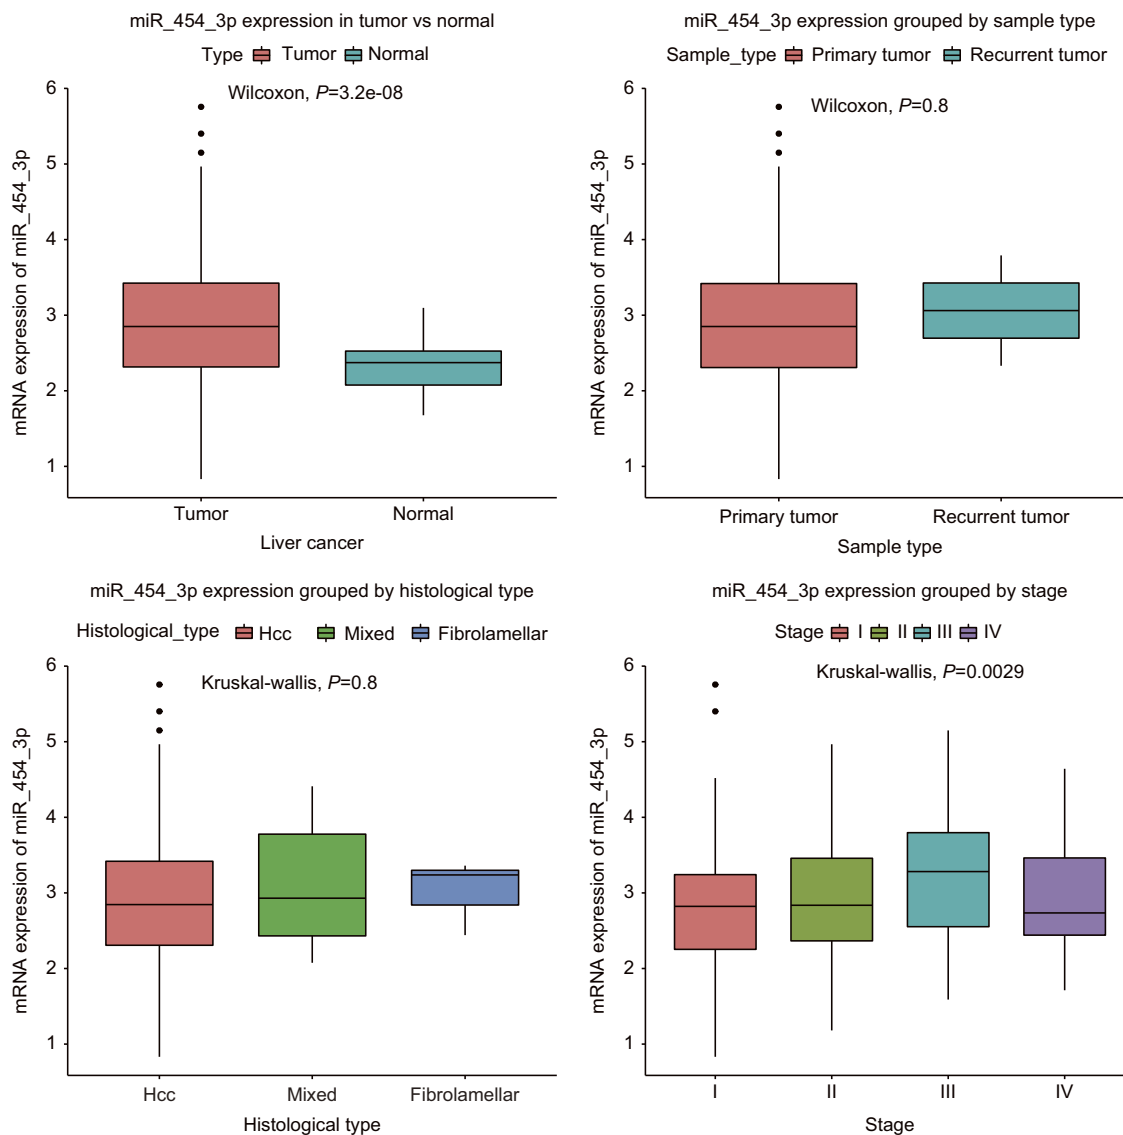 miR_454_3p expression in tumor vs normal
Type Tumor Normal
Wilcoxon, P=3.2e-08
mRNA expression of miR_454_3p
6
5
4
3
2
1
Tumor Normal
Liver cancer
miR_454_3p expression grouped by sample type
Sample_type Primary tumor Recurrent tumor
Wilcoxon, P=0.8
mRNA expression of miR_454_3p
6
5
4
3
2
1
Primary tumor Recurrent tumor
Sample type
miR_454_3p expression grouped by histological type
Histological_type Hcc Mixed Fibrolamellar
Kruskal-wallis, P=0.8
mRNA expression of miR_454_3p
6
5
4
3
2
1
Hcc Mixed Fibrolamellar
Histological type
miR_454_3p expression grouped by stage
Stage I II III IV
Kruskal-wallis, P=0.0029
mRNA expression of miR_454_3p
6
5
4
3
2
1
I II III IV
Stage